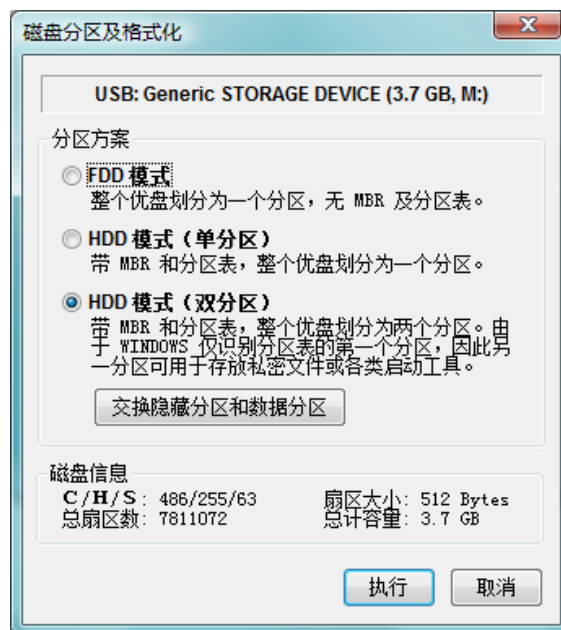 磁盘分区及格式化
USB: Generic STORAGE DEVICE (3.7 GB, M:)
分区方案
FDD 模式
整个优盘划分为一个分区，无 MBR 及分区表。
HDD 模式（单分区）
带 MBR 和分区表，整个优盘划分为一个分区。
HDD 模式（双分区）
带 MBR 和分区表，整个优盘划分为两个分区。由
于 WINDOWS 仅识别分区表的第一个分区，因此另
一分区可用于存放私密文件或各类启动工具。
交换隐藏分区和数据分区
磁盘信息
C/H/S: 486/255/63 扇区大小: 512 Bytes
总扇区数: 7811072 总计容量: 3.7 GB
执行 取消